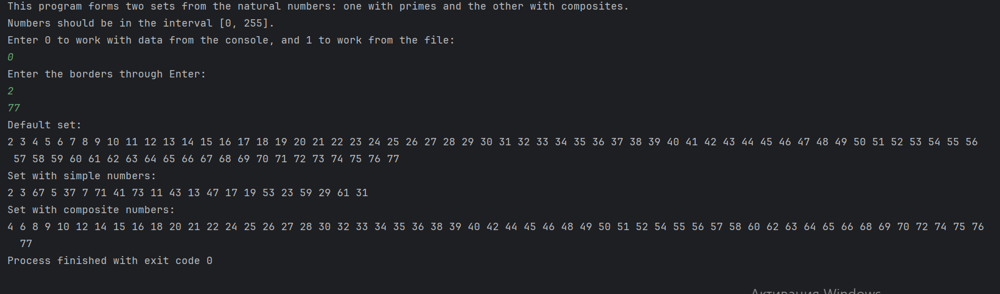 This program forms two sets from the natural numbers: one with primes and the other with composites.
Numbers should be in the interval [0, 255].
Enter 0 to work with data from the console, and 1 to work from the file:
0
Enter the borders through Enter:
2
77
Default set:
2 3 4 5 6 7 8 9 10 11 12 13 14 15 16 17 18 19 20 21 22 23 24 25 26 27 28 29 30 31 32 33 34 35 36 37 38 39 40 41 42 43 44 45 46 47 48 49 50 51 52 53 54 55 56
57 58 59 60 61 62 63 64 65 66 67 68 69 70 71 72 73 74 75 76 77
Set with simple numbers:
2 3 67 5 37 7 71 41 73 11 43 13 47 17 19 53 23 59 29 61 31
Set with composite numbers:
4 6 8 9 10 12 14 15 16 18 20 21 22 24 25 26 27 28 30 32 33 34 35 36 38 39 40 42 44 45 46 48 49 50 51 52 54 55 56 57 58 60 62 63 64 65 66 68 69 70 72 74 75 76
77
Process finished with exit code 0
Активация Windows